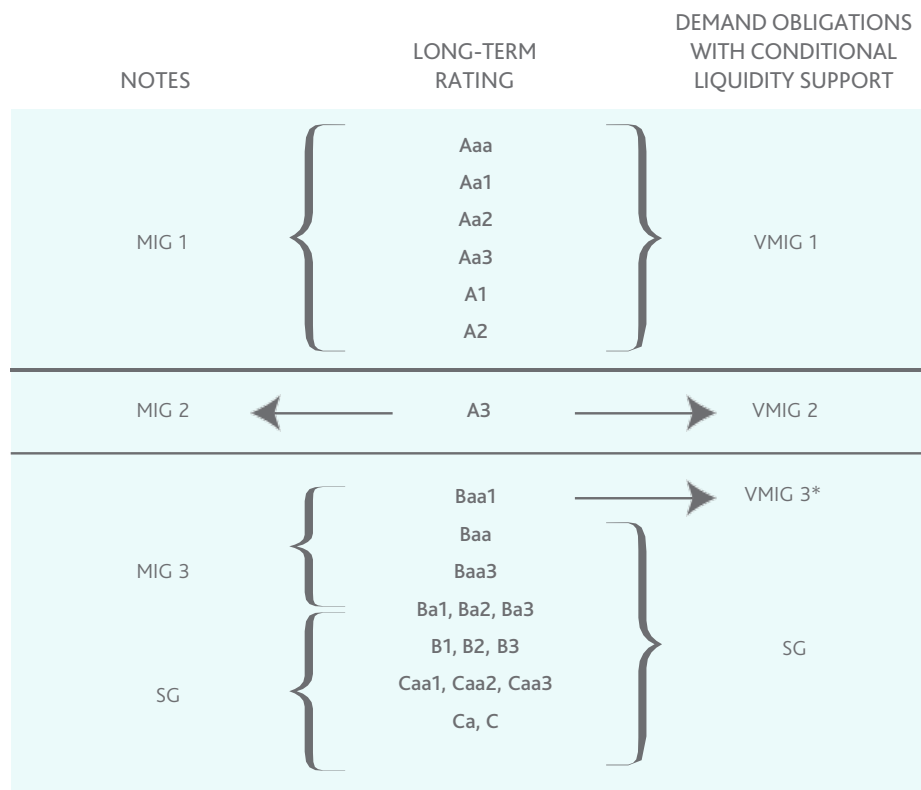 NOTES
LONG-TERM
RATING
DEMAND OBLIGATIONS
WITH CONDITIONAL
LIQUIDITY SUPPORT
MIG 1
Aaa
Aa1
Aa2
Aa3
A1
A2
VMIG 1
MIG 2
A3
VMIG 2
MIG 3
Baa1
VMIG 3*
Baa
Baa3
Ba1, Ba2, Ba3
B1, B2, B3
Caa1, Caa2, Caa3
Ca, C
SG
SG